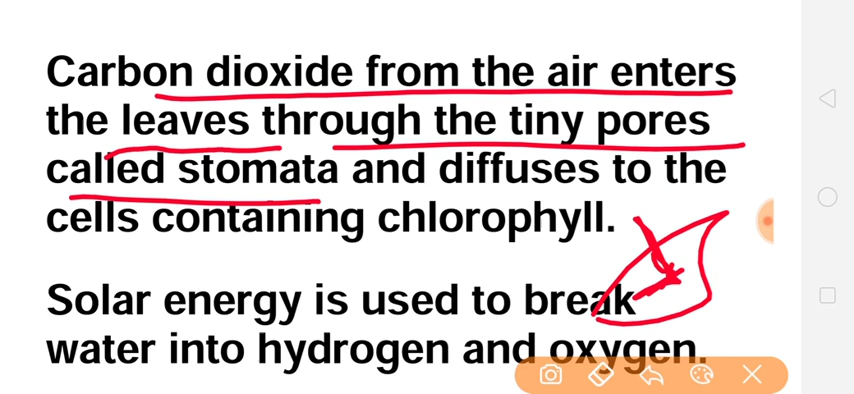 Carbon dioxide from the air enters
the leaves through the tiny pores
called stomata and diffuses to the
cells containing chlorophyll.
Solar energy is used to break
water into hydrogen and oxygen.